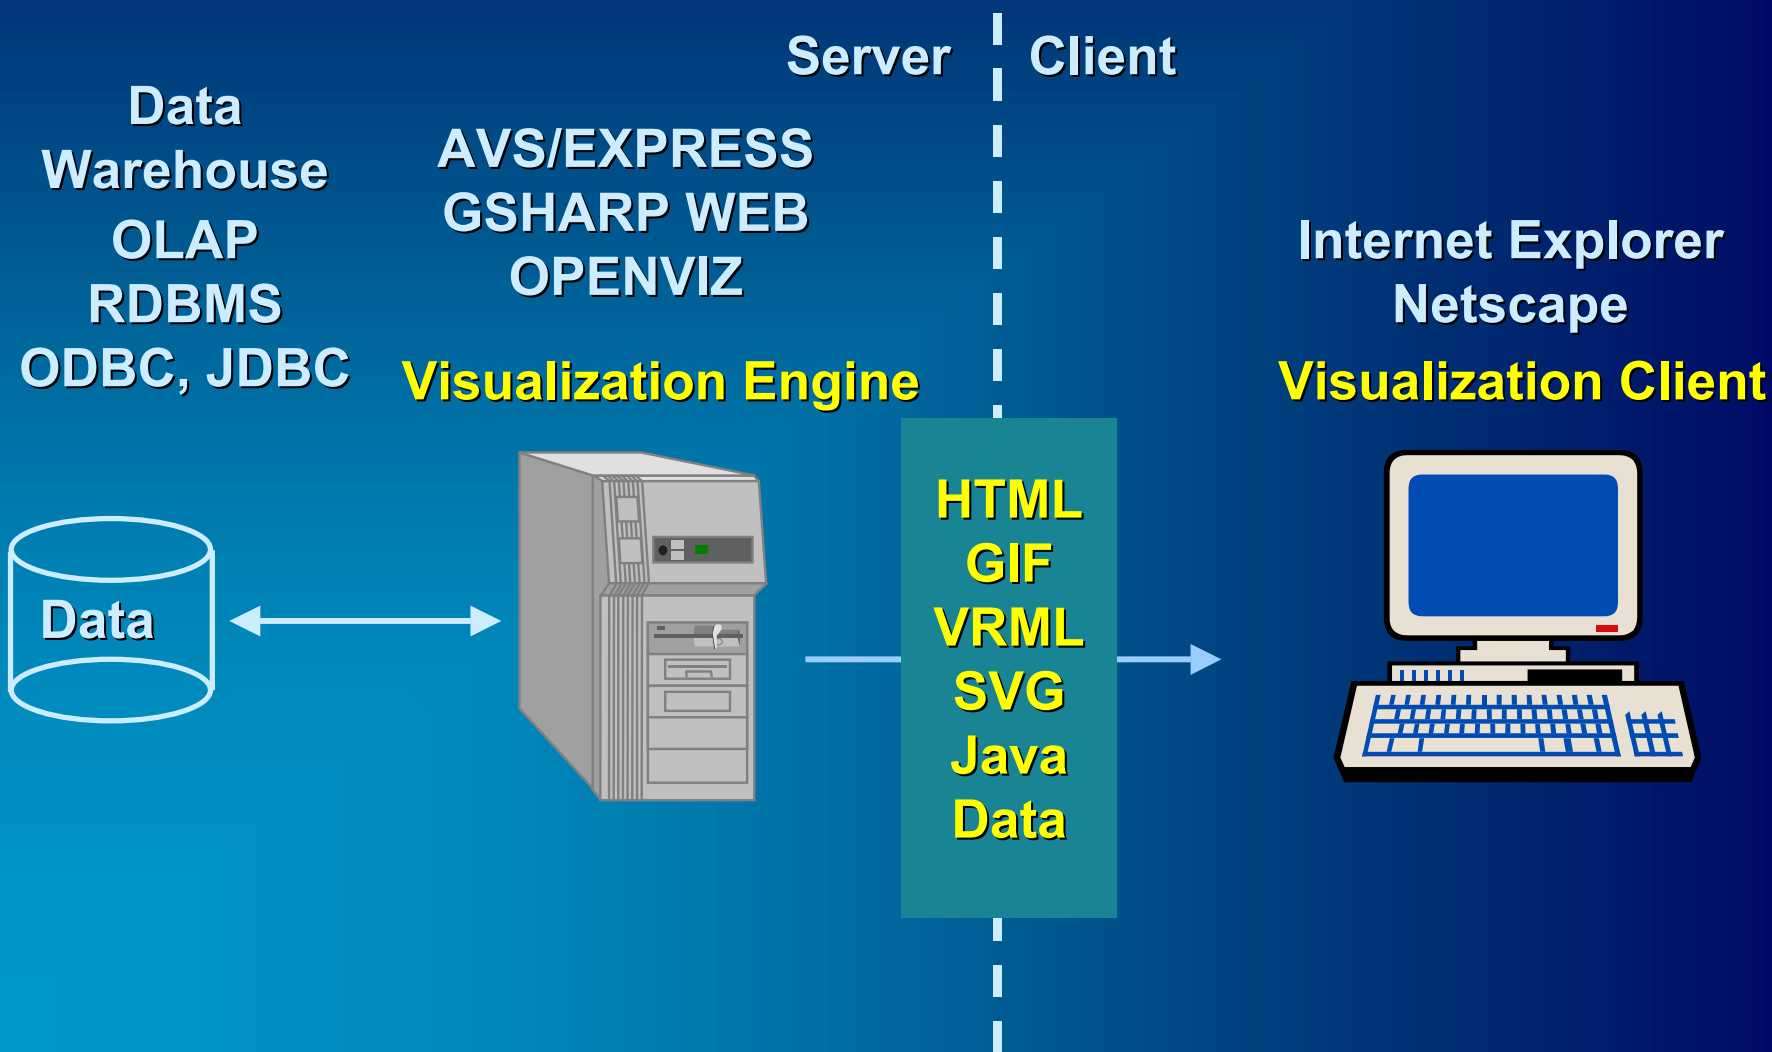 Server
Client
Data
Warehouse
OLAP
RDBMS
ODBC, JDBC
AVS/EXPRESS
GSHARP WEB
OPENVIZ
Visualization Engine
Internet Explorer
Netscape
Visualization Client
Data
HTML
GIF
VRML
SVG
Java
Data